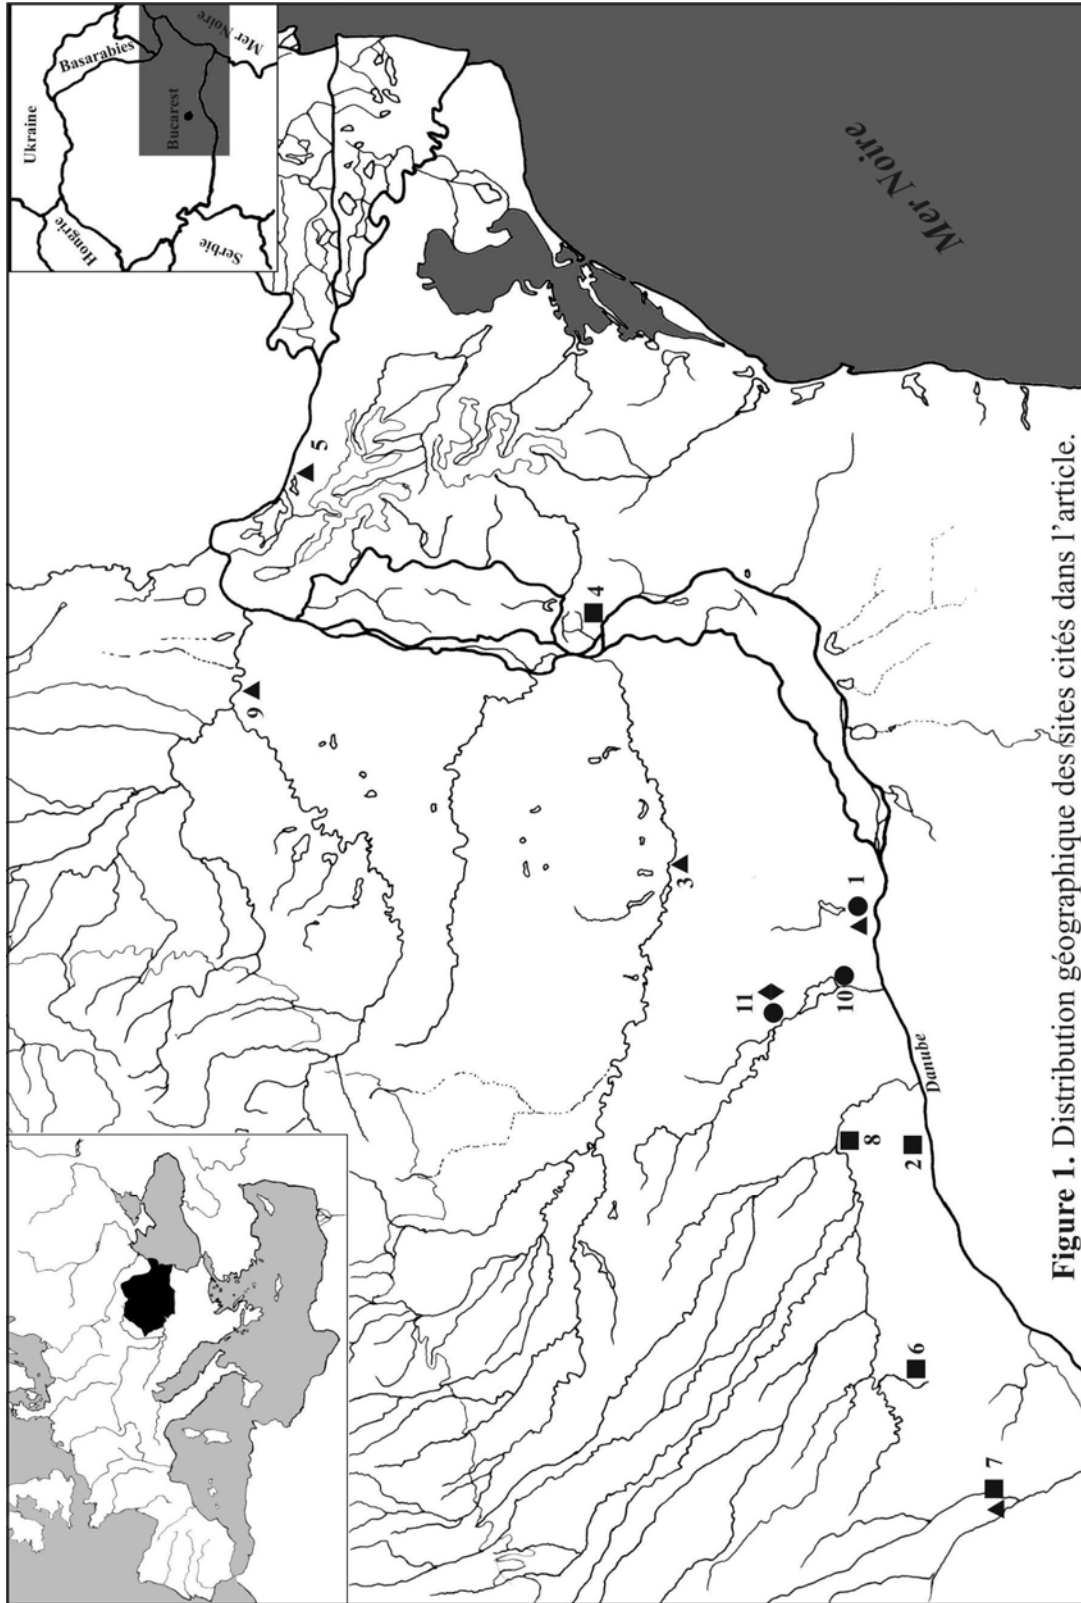 Ukraine
Basarabies
Hongrie
Mer Noire
Bucarest
Serbie
5
9
4
Mer Noire
3
11
1
10
8
Danube
2
6
7
Figure 1. Distribution géographique des sites cités dans l'article.